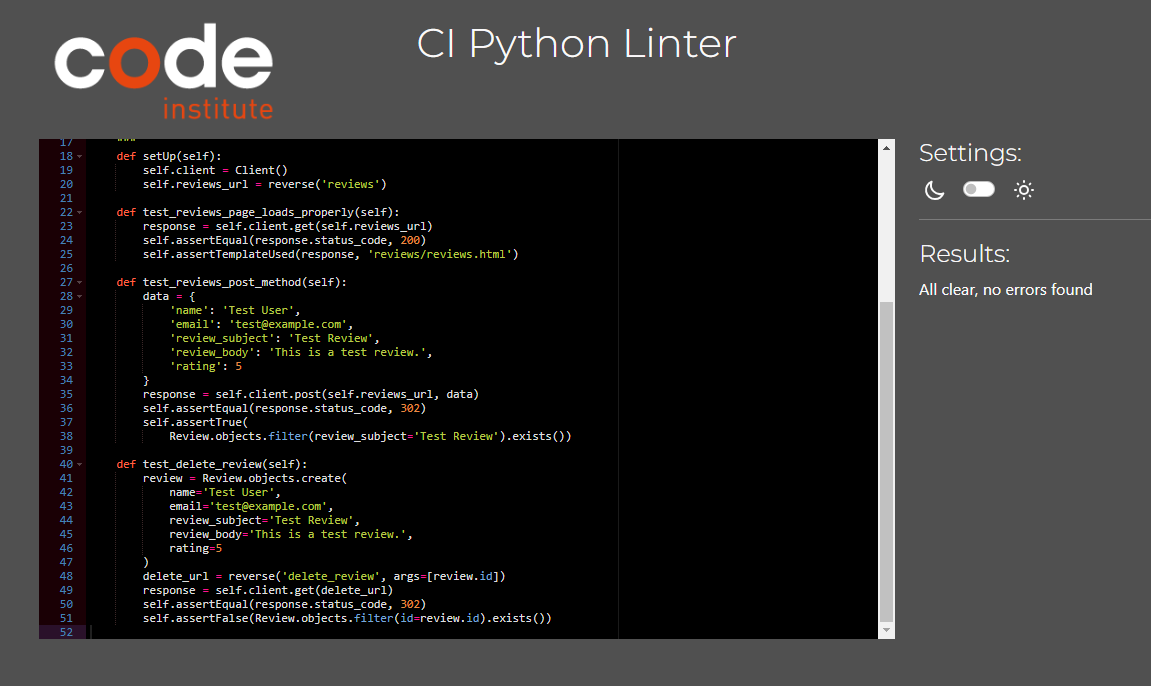 code
institute
CI Python Linter
17 """
18 def setUp(self):
19 self.client = Client()
20 self.reviews_url = reverse('reviews')
21
22 def test_reviews_page_loads_properly(self):
23 response = self.client.get(self.reviews_url)
24 self.assertEqual(response.status_code, 200)
25 self.assertTemplateUsed(response, 'reviews/reviews.html')
26
27 def test_reviews_post_method(self):
28 data = {
29 'name': 'Test User',
30 'email': 'test@example.com',
31 'review_subject': 'Test Review',
32 'review_body': 'This is a test review.',
33 'rating': 5
34 }
35 response = self.client.post(self.reviews_url, data)
36 self.assertEqual(response.status_code, 302)
37 self.assertTrue(
38 Review.objects.filter(review_subject='Test Review').exists())
39
40 def test_delete_review(self):
41 review = Review.objects.create(
42 name='Test User',
43 email='test@example.com',
44 review_subject='Test Review',
45 review_body='This is a test review.',
46 rating=5
47 )
48 delete_url = reverse('delete_review', args=[review.id])
49 response = self.client.get(delete_url)
50 self.assertEqual(response.status_code, 302)
51 self.assertFalse(Review.objects.filter(id=review.id).exists())
52
Settings:
Results:
All clear, no errors found